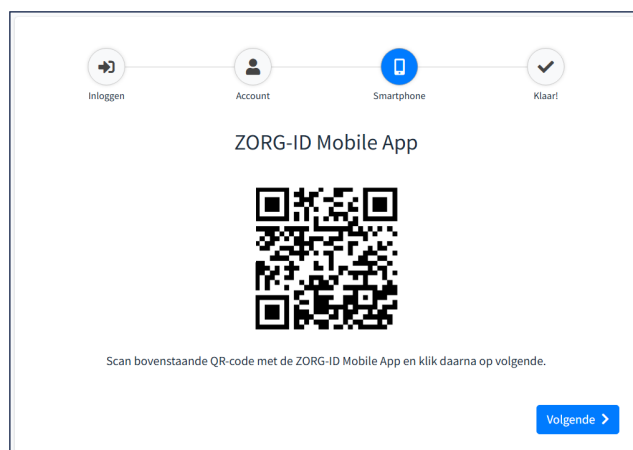 Inloggen
Account
Smartphone
Klaar!
ZORG-ID Mobile App
Scan bovenstaande QR-code met de ZORG-ID Mobile App en klik daarna op volgende.
Volgende